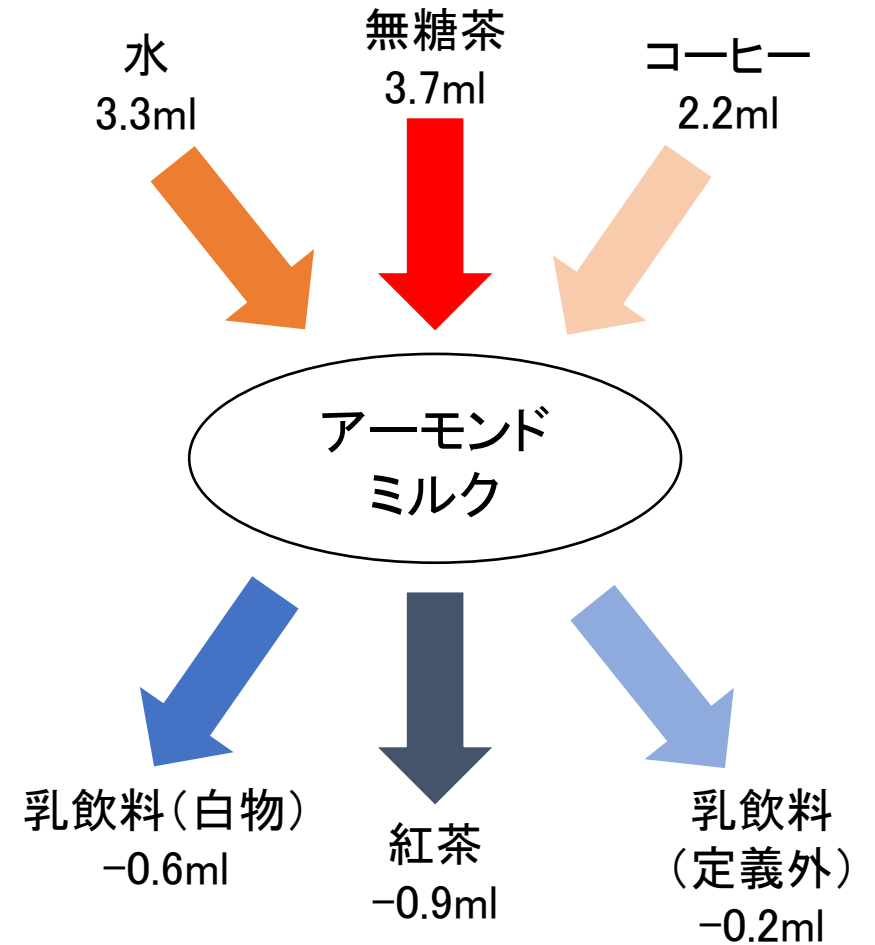 水
3.3ml
無糖茶
3.7ml
コーヒー
2.2ml
アーモンド
ミルク
乳飲料（白物）
−0.6ml
紅茶
−0.9ml
乳飲料
（定義外）
−0.2ml